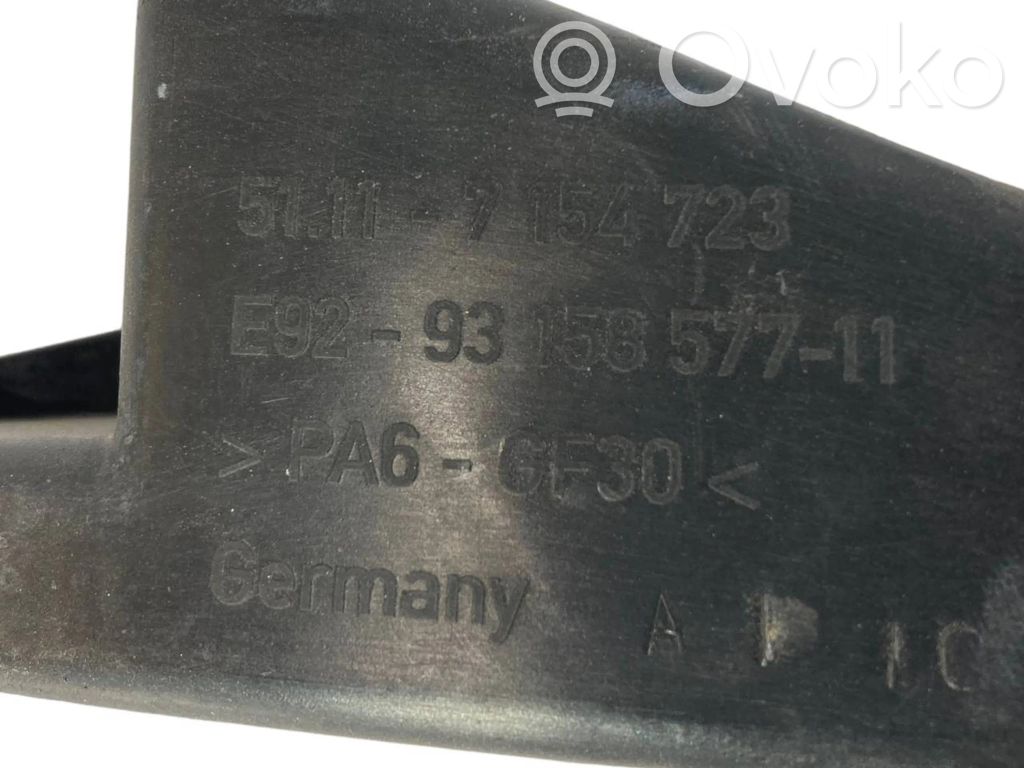 Ovoko
51.11 - 7 154 723
E92 - 93 158 577-11
> PA6 - GF30 <
Germany
A